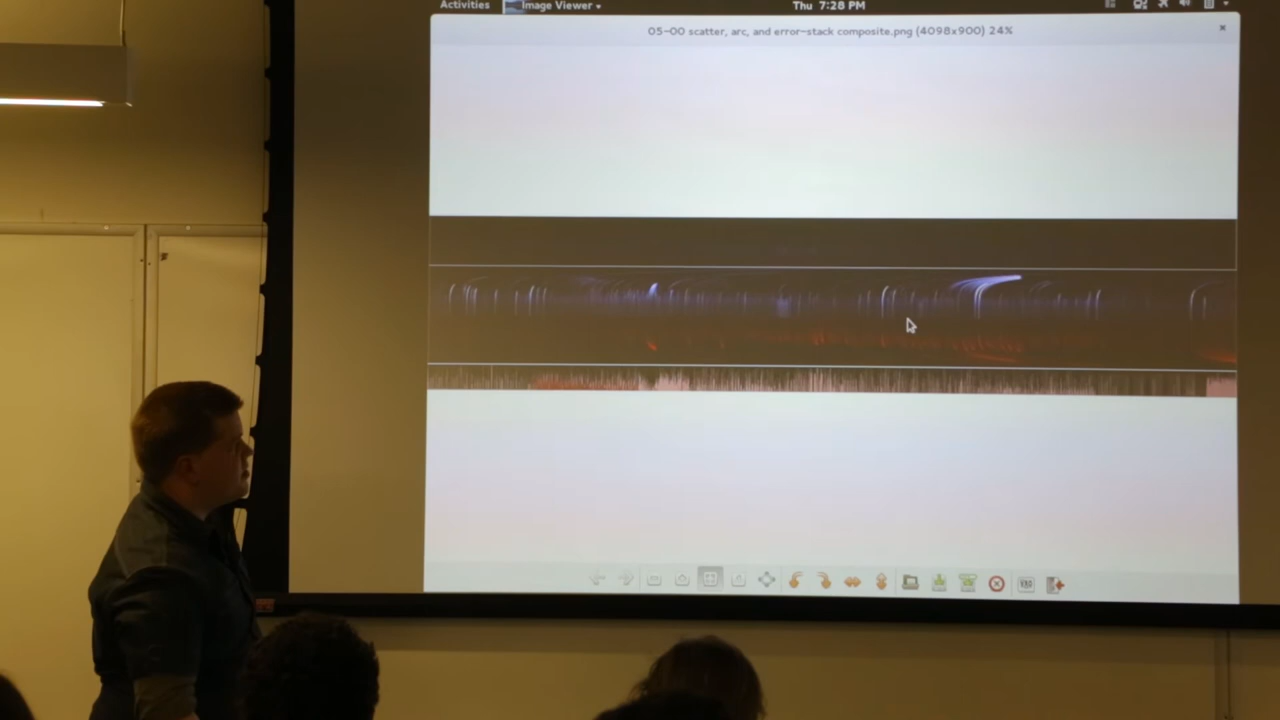 Activities Image Viewer Thu 7:28 PM
05-00 scatter, arc, and error-stack composite.png (4098x900) 24%